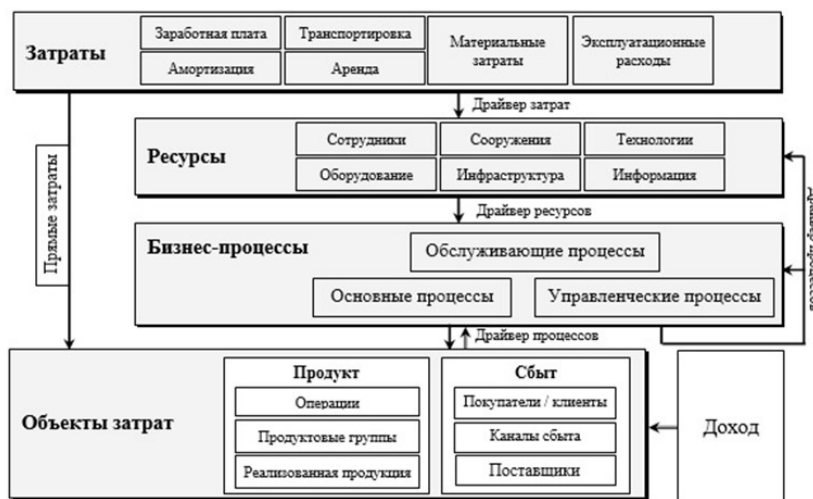 Затраты
Заработная плата
Транспортировка
Материальные
затраты
Эксплуатационные
расходы
Амортизация
Аренда
Драйвер затрат
Прямые затраты
Ресурсы
Сотрудники
Сооружения
Технологии
Оборудование
Инфраструктура
Информация
Драйвер ресурсов
Драйвер процессов
Бизнес-процессы
Обслуживающие процессы
Основные процессы
Управленческие процессы
Драйвер процессов
Объекты затрат
Продукт
Операции
Продуктовые группы
Реализованная продукция
Сбыт
Покупатели / клиенты
Каналы сбыта
Поставщики
Доход